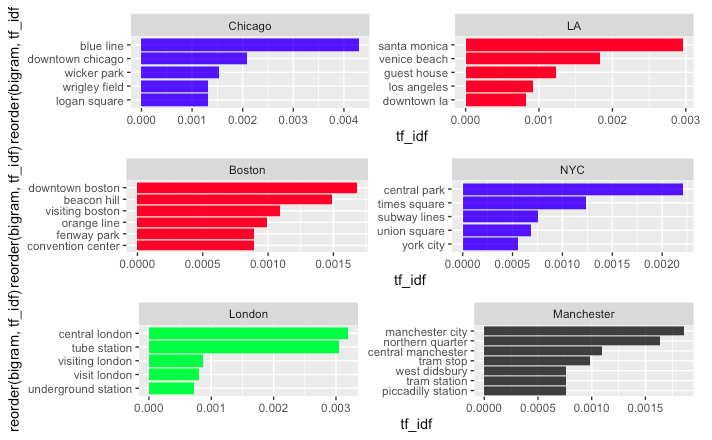 Chicago
blue line
downtown chicago
wicker park
wrigley field
logan square
0.000 0.001 0.002 0.003 0.004
LA
santa monica
venice beach
guest house
los angeles
downtown la
0.000 0.001 0.002 0.003
tf_idf
reorder(bigram, tf_idf)
Boston
downtown boston
beacon hill
visiting boston
orange line
fenway park
convention center
0.0000 0.0005 0.0010 0.0015
NYC
central park
times square
subway lines
union square
york city
0.0000 0.0005 0.0010 0.0015 0.0020
tf_idf
reorder(bigram, tf_idf)
London
central london
tube station
visiting london
visit london
underground station
0.000 0.001 0.002 0.003
Manchester
manchester city
northern quarter
central manchester
tram stop
west didsbury
tram station
piccadilly station
0.0000 0.0005 0.0010 0.0015
tf_idf
reorder(bigram, tf_idf)